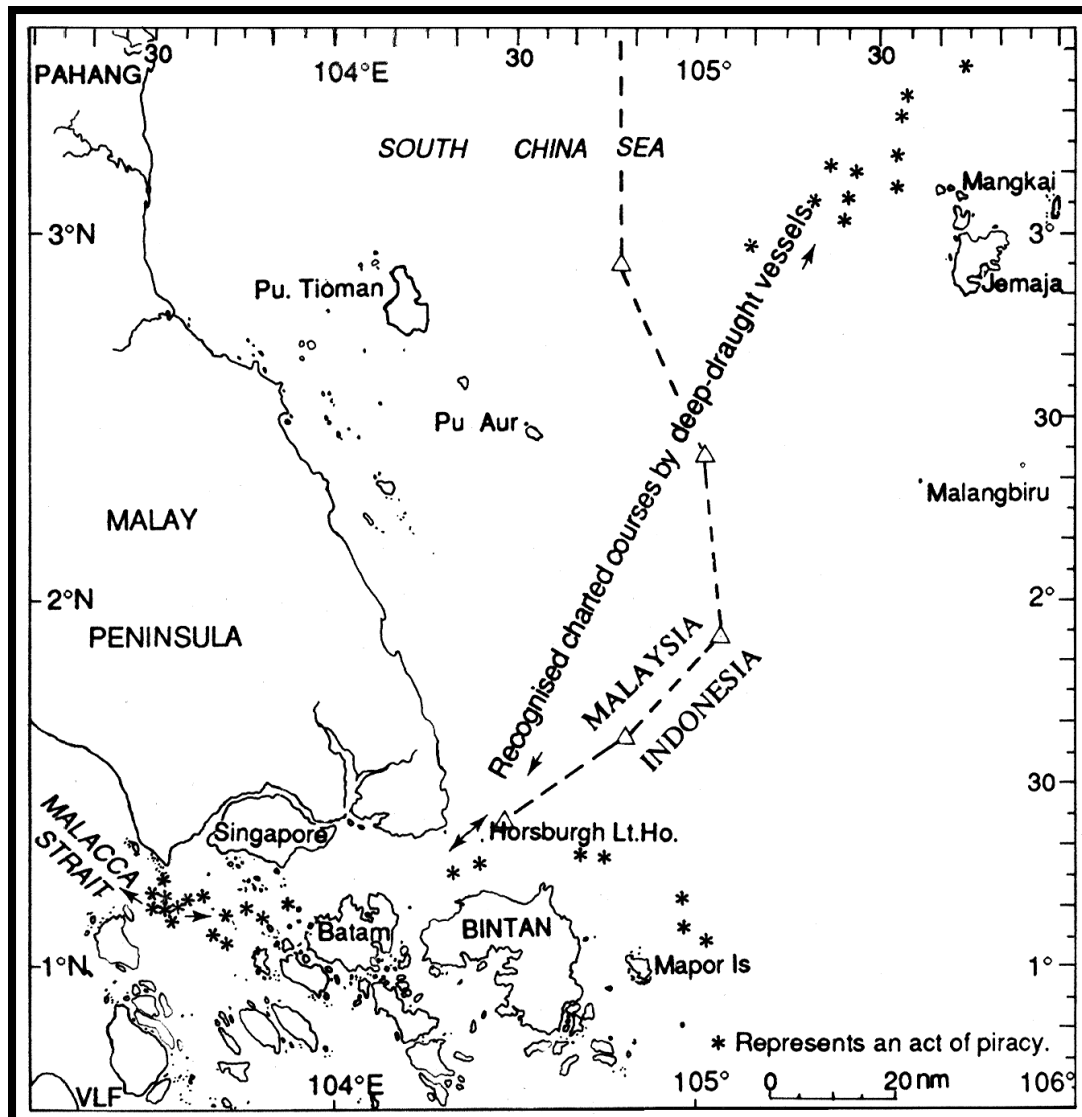 30
104°E
30
105°
30
PAHANG
SOUTH CHINA SEA
Mangkai
3°N
3°
Pu. Tioman
Jemaja
Recognised charted courses by deep-draught vessels
Pu Aur
30
Malangbiru
MALAY
2°N
2°
PENINSULA
MALAYSIA
INDONESIA
30
MALACCA
STRAIT
Singapore
Horsburgh Lt.Ho.
Batam
BINTAN
1°N
Mapor Is
1°
* Represents an act of piracy.
VLF
104°E
105°
0 20nm
106°